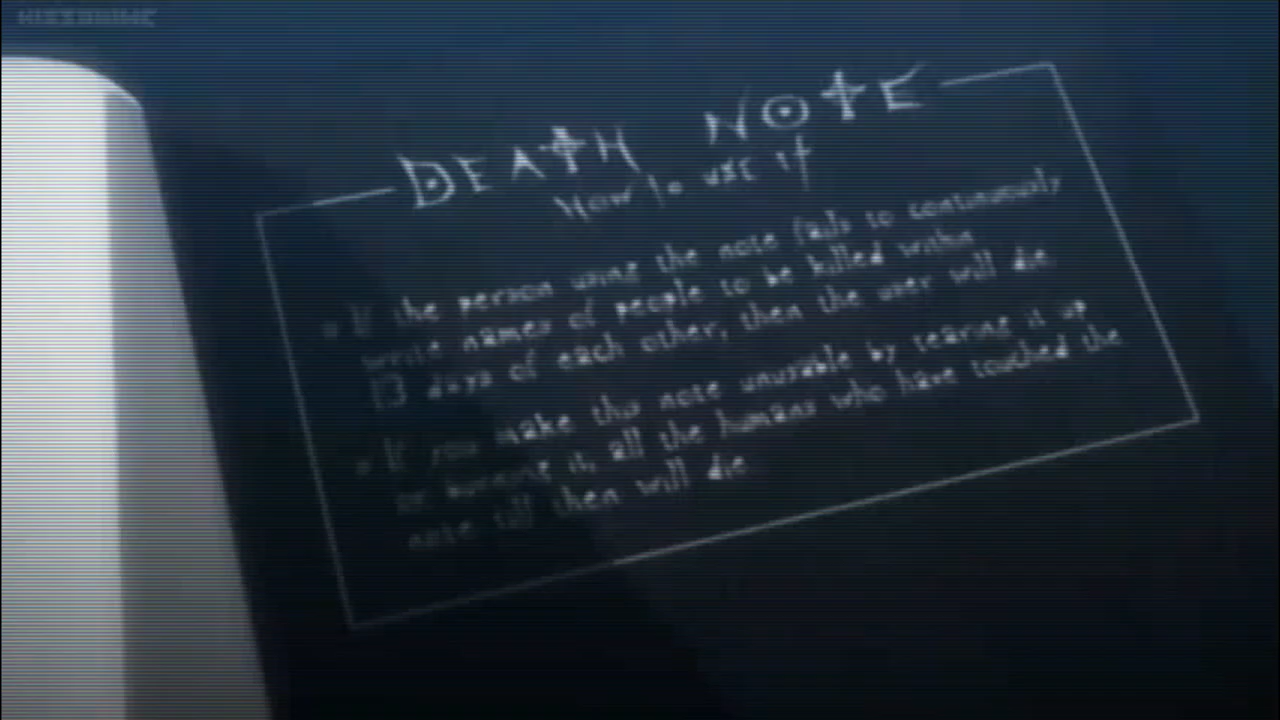 DEATH NOTE
How to use it
If the person using the note fails to continuously
write names of people to be killed within
13 days of each other, then the user will die.
If you make this note unusable by tearing it up
or burning it, all the humans who have touched the
note till then will die.